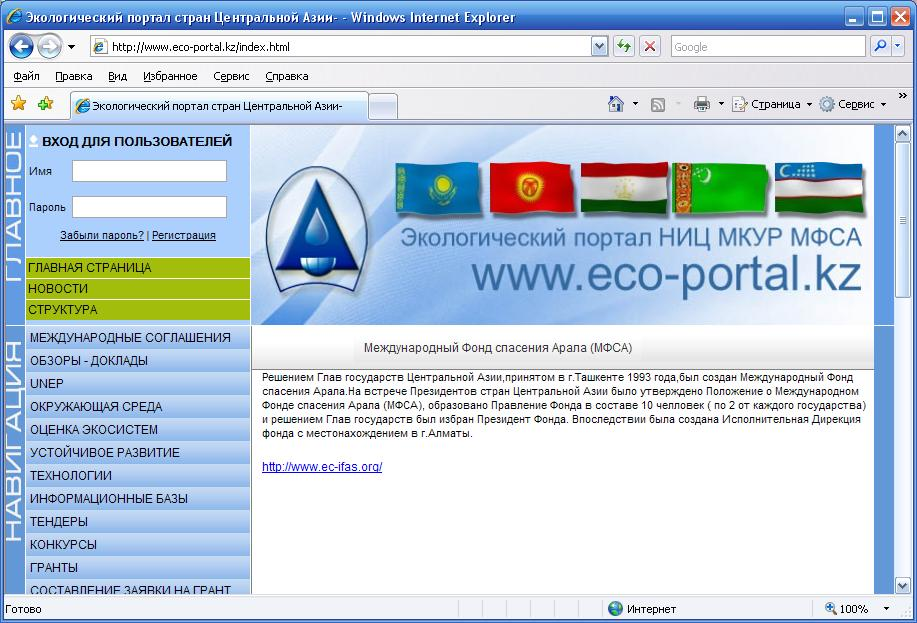 Экологический портал стран Центральной Азии- - Windows Internet Explorer
http://www.eco-portal.kz/index.html
Google
Файл Правка Вид Избранное Сервис Справка
Экологический портал стран Центральной Азии-
Страница Сервис »
ГЛАВНОЕ
ВХОД ДЛЯ ПОЛЬЗОВАТЕЛЕЙ
Имя
Пароль
Забыли пароль? | Регистрация
ГЛАВНАЯ СТРАНИЦА
НОВОСТИ
СТРУКТУРА
НАВИГАЦИЯ
МЕЖДУНАРОДНЫЕ СОГЛАШЕНИЯ
ОБЗОРЫ - ДОКЛАДЫ
UNEP
ОКРУЖАЮЩАЯ СРЕДА
ОЦЕНКА ЭКОСИСТЕМ
УСТОЙЧИВОЕ РАЗВИТИЕ
ТЕХНОЛОГИИ
ИНФОРМАЦИОННЫЕ БАЗЫ
ТЕНДЕРЫ
КОНКУРСЫ
ГРАНТЫ
СОСТАВЛЕНИЕ ЗАЯВКИ НА ГРАНТ
Экологический портал НИЦ МКУР МФСА
www.eco-portal.kz
Международный Фонд спасения Арала (МФСА)
Решением Глав государств Центральной Азии,принятом в г.Ташкенте 1993 года,был создан Международный Фонд
спасения Арала.На встрече Президентов стран Центральной Азии было утверждено Положение о Международном
Фонде спасения Арала (МФСА), образовано Правление Фонда в составе 10 челловек ( по 2 от каждого государства)
и решением Глав государств был избран Президент Фонда. Впоследствии была создана Исполнительная Дирекция
фонда с местонахождением в г.Алматы.
http://www.ec-ifas.org/
Готово
Интернет
100%